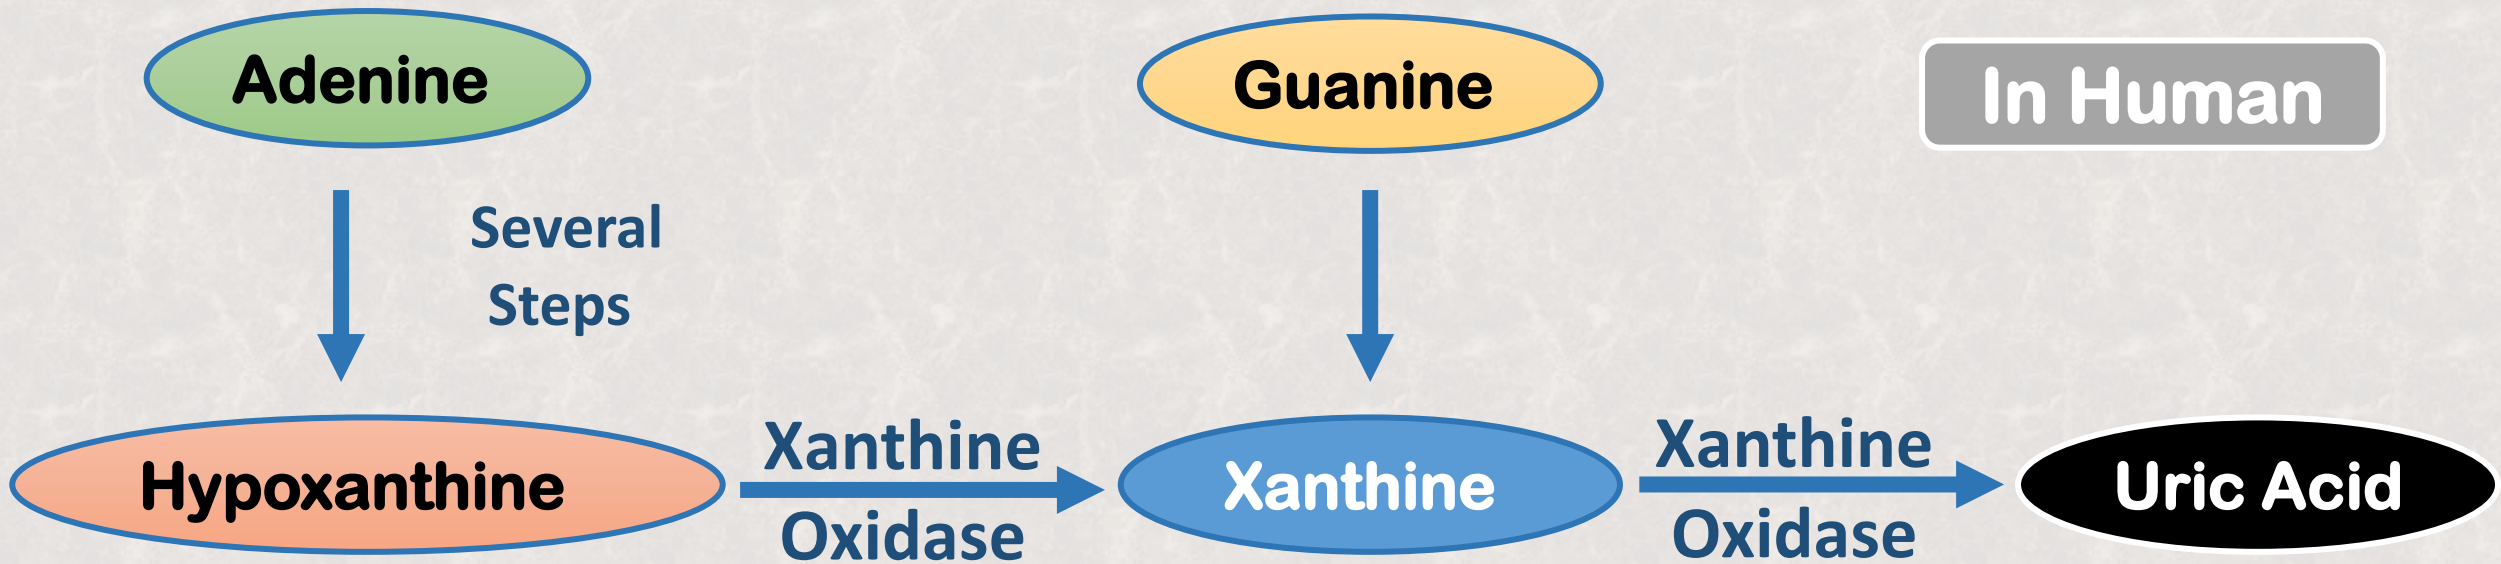 Adenine
Guanine
In Human
Several
Steps
Hypoxanthine
Xanthine
Oxidase
Xanthine
Xanthine
Oxidase
Uric Acid